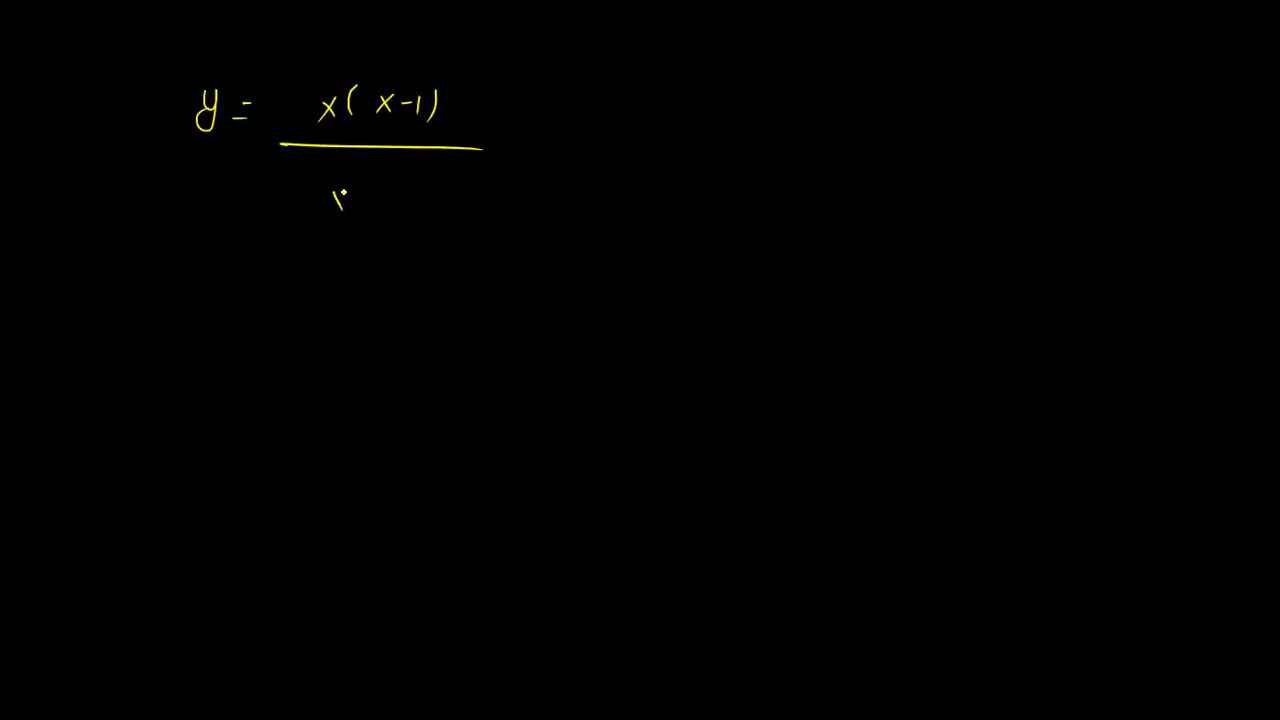 y = x(x-1)